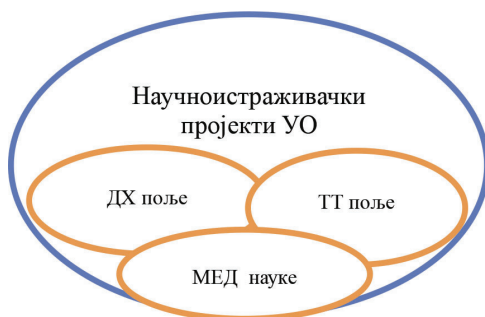 Научноистраживачки
пројекти УО
ДХ поље
ТТ поље
МЕД науке